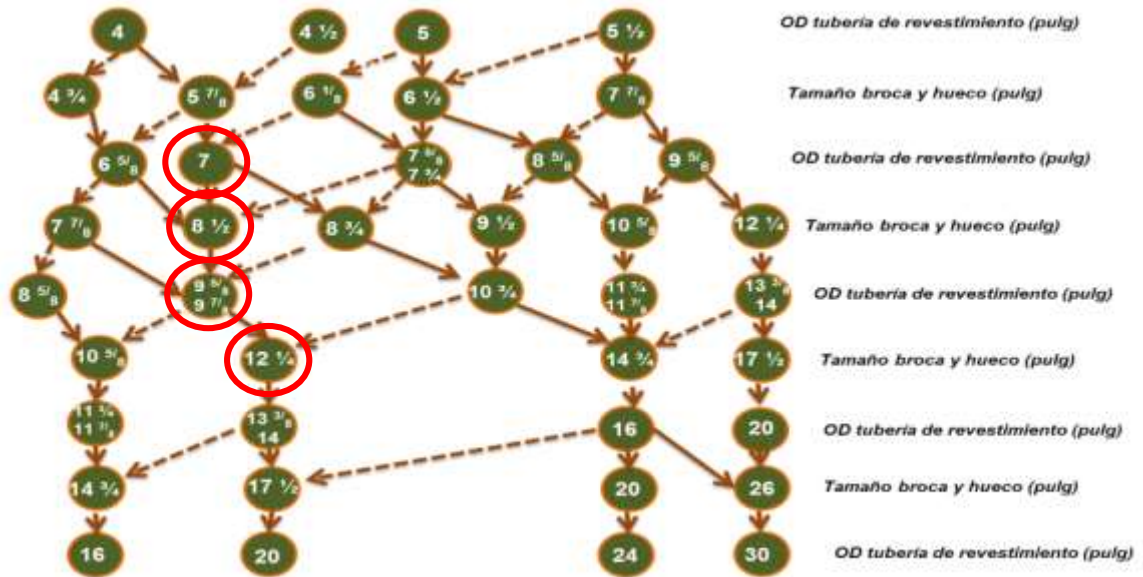 4 4 ½ 5 5 ½ OD tubería de revestimiento (pulg)
4 ¾ 5 ⁷/₈ 6 ¹/₈ 6 ½ 7 ⁷/₈ Tamaño broca y hueco (pulg)
6 ⁵/₈ 7 7 ⁵/₈ 8 ⁵/₈ 9 ⁵/₈ OD tubería de revestimiento (pulg)
7 ¾
7 ⁷/₈ 8 ½ 8 ¾ 9 ½ 10 ⁵/₈ 12 ¼ Tamaño broca y hueco (pulg)
8 ⁵/₈ 9 ⁵/₈ 10 ¾ 11 ¾ 13 ³/₈ OD tubería de revestimiento (pulg)
9 ⁷/₈ 11 ⁷/₈ 14
10 ⁵/₈ 12 ¼ 14 ¾ 17 ½ Tamaño broca y hueco (pulg)
11 ¾ 13 ³/₈ 16 20 OD tubería de revestimiento (pulg)
11 ⁷/₈ 14
14 ¾ 17 ½ 20 26 Tamaño broca y hueco (pulg)
16 20 24 30 OD tubería de revestimiento (pulg)